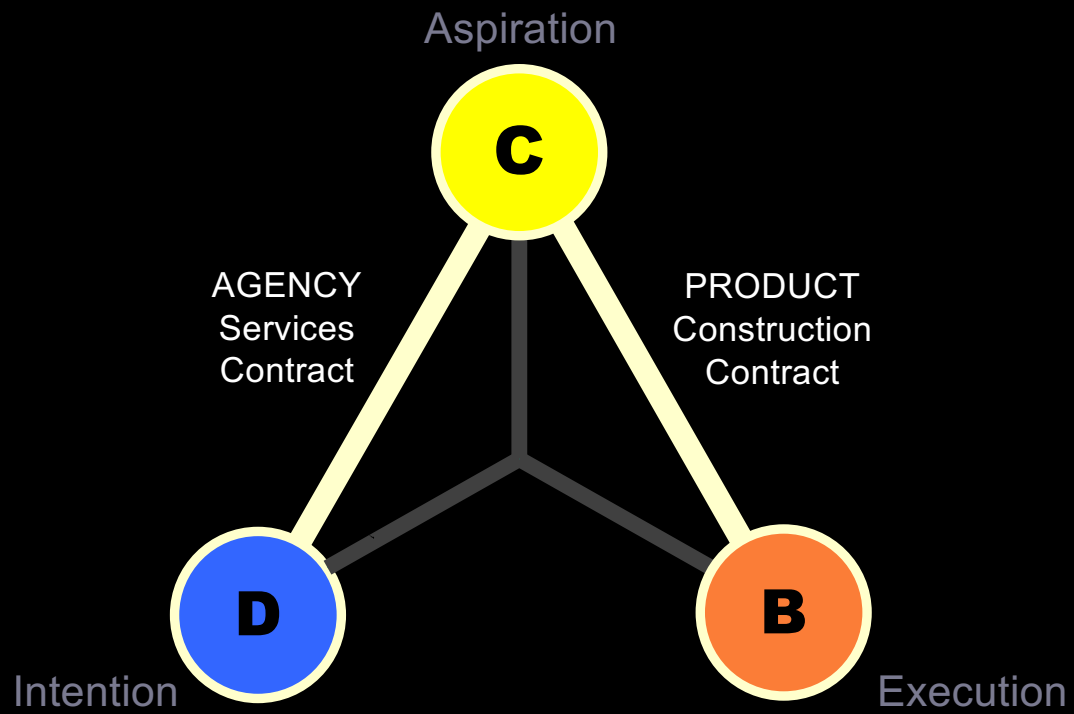 Aspiration
C
AGENCY
Services
Contract
PRODUCT
Construction
Contract
D
B
Intention
Execution